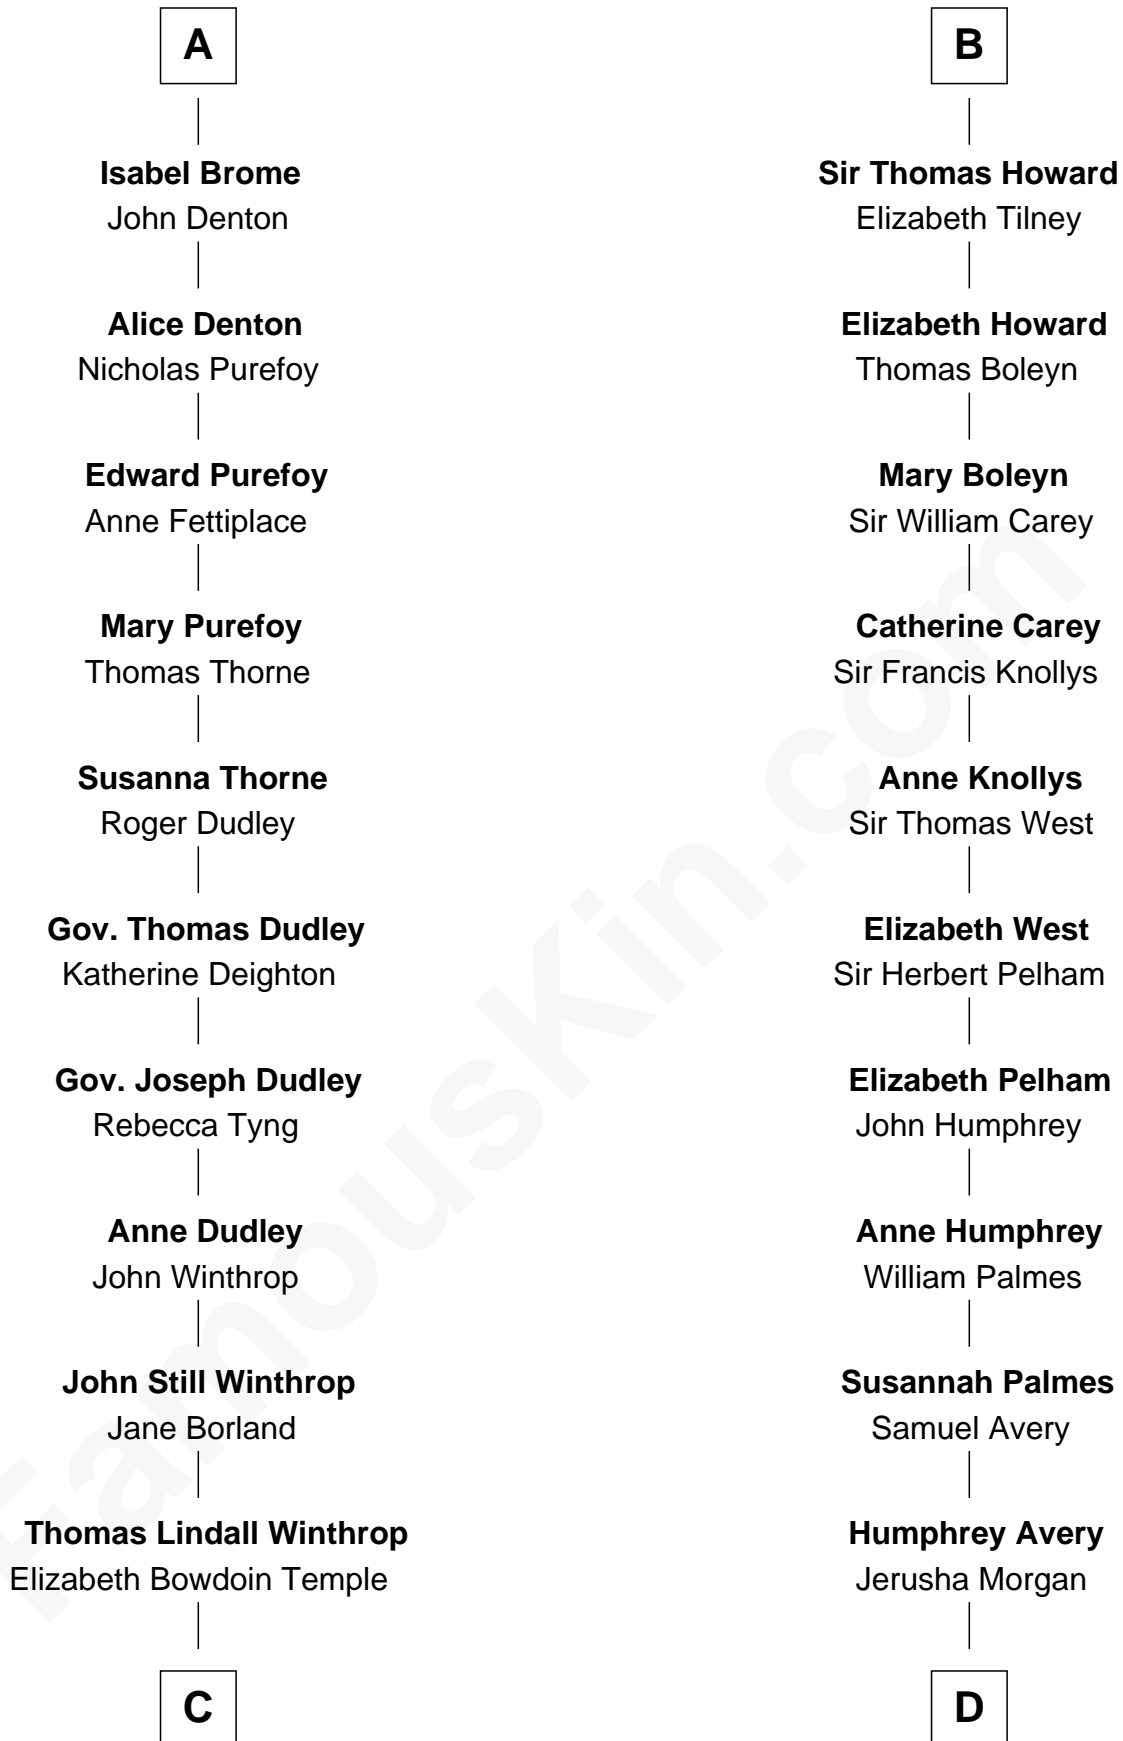 A
Isabel Brome
John Denton
Alice Denton
Nicholas Purefoy
Edward Purefoy
Anne Fettiplace
Mary Purefoy
Thomas Thorne
Susanna Thorne
Roger Dudley
Gov. Thomas Dudley
Katherine Deighton
Gov. Joseph Dudley
Rebecca Tyng
Anne Dudley
John Winthrop
John Still Winthrop
Jane Borland
Thomas Lindall Winthrop
Elizabeth Bowdoin Temple
C
B
Sir Thomas Howard
Elizabeth Tilney
Elizabeth Howard
Thomas Boleyn
Mary Boleyn
Sir William Carey
Catherine Carey
Sir Francis Knollys
Anne Knollys
Sir Thomas West
Elizabeth West
Sir Herbert Pelham
Elizabeth Pelham
John Humphrey
Anne Humphrey
William Palmes
Susannah Palmes
Samuel Avery
Humphrey Avery
Jerusha Morgan
D
FamousKin.com